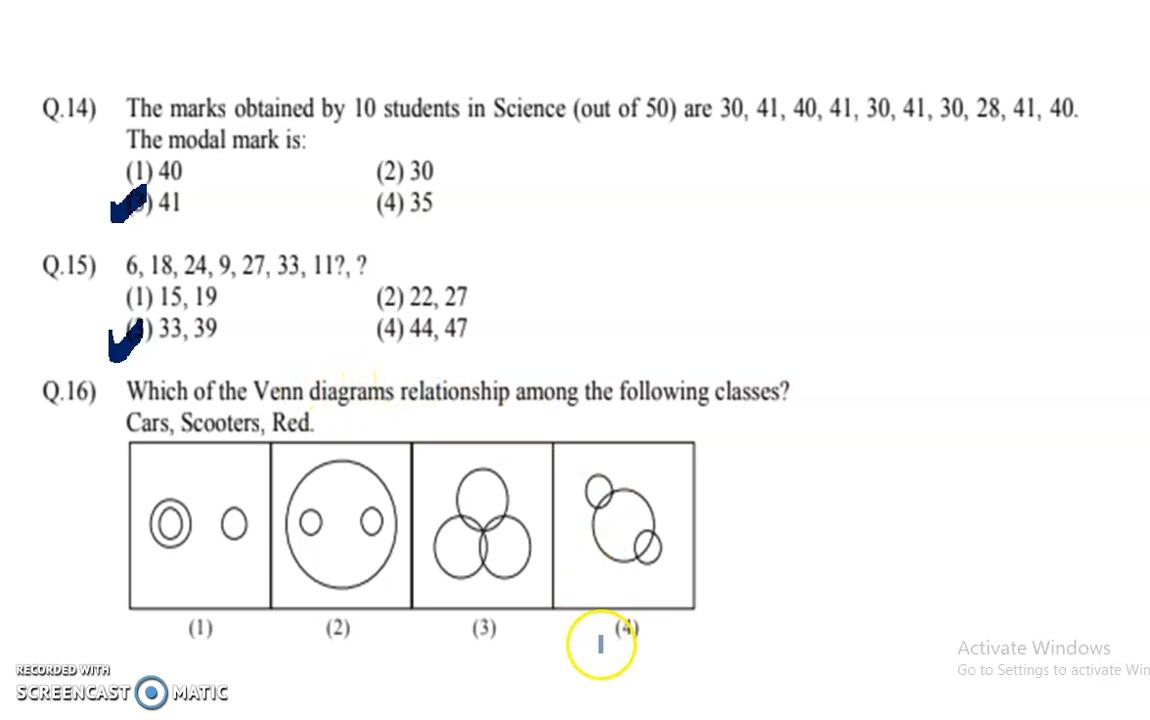 Q.14) The marks obtained by 10 students in Science (out of 50) are 30, 41, 40, 41, 30, 41, 30, 28, 41, 40.
The modal mark is:
(1) 40 (2) 30
) 41 (4) 35
Q.15) 6, 18, 24, 9, 27, 33, 11?, ?
(1) 15, 19 (2) 22, 27
) 33, 39 (4) 44, 47
Q.16) Which of the Venn diagrams relationship among the following classes?
Cars, Scooters, Red.
(1) (2) (3) (4)
Activate Windows
Go to Settings to activate Win
RECORDED WITH
SCREENCAST MATIC